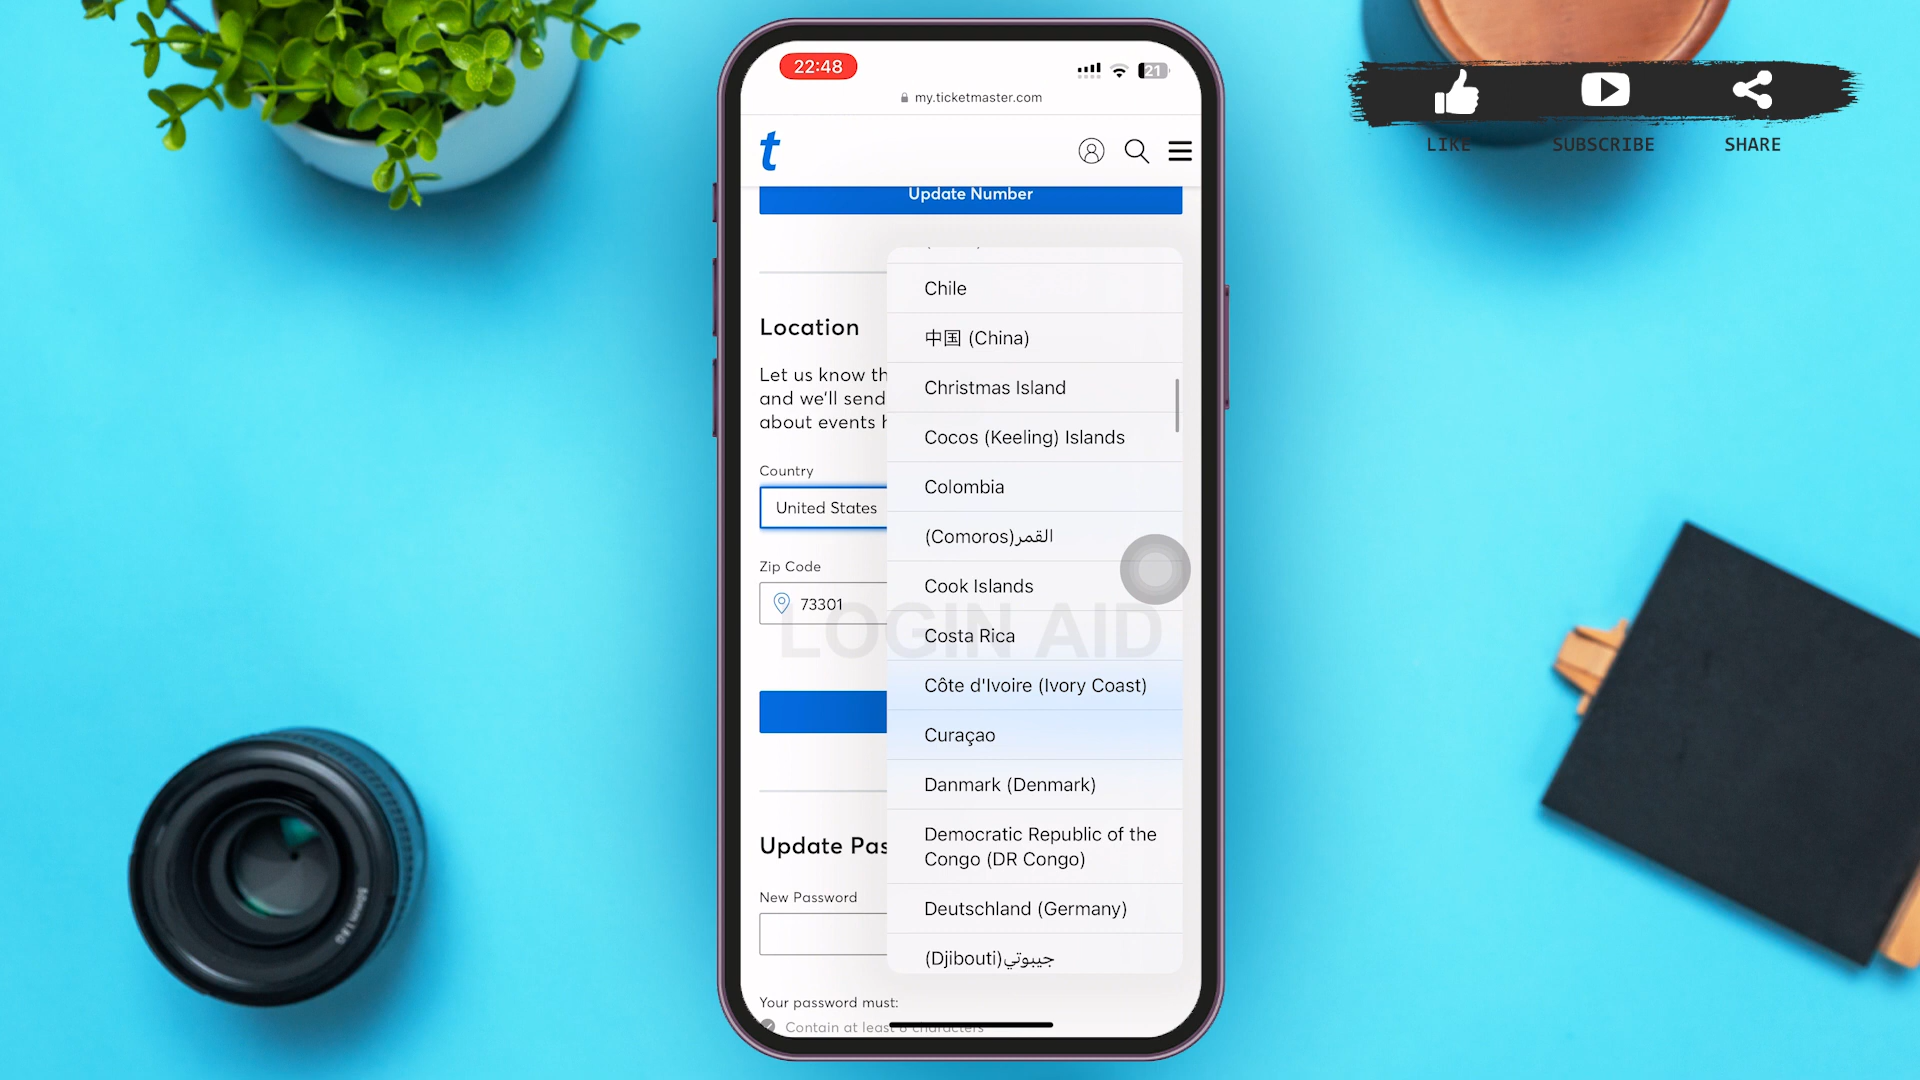 22:48
21
my.ticketmaster.com
t
Update Number
Location
Let us know th
and we'll send
about events h
Country
United States
Zip Code
73301
Update Pas
New Password
Your password must:
Contain at least 8 characters
Chile
中国 (China)
Christmas Island
Cocos (Keeling) Islands
Colombia
(Comoros)القمر
Cook Islands
Costa Rica
Côte d'Ivoire (Ivory Coast)
Curaçao
Danmark (Denmark)
Democratic Republic of the
Congo (DR Congo)
Deutschland (Germany)
(Djibouti)جيبوتي
LOGIN AID
LIKE
SUBSCRIBE
SHARE